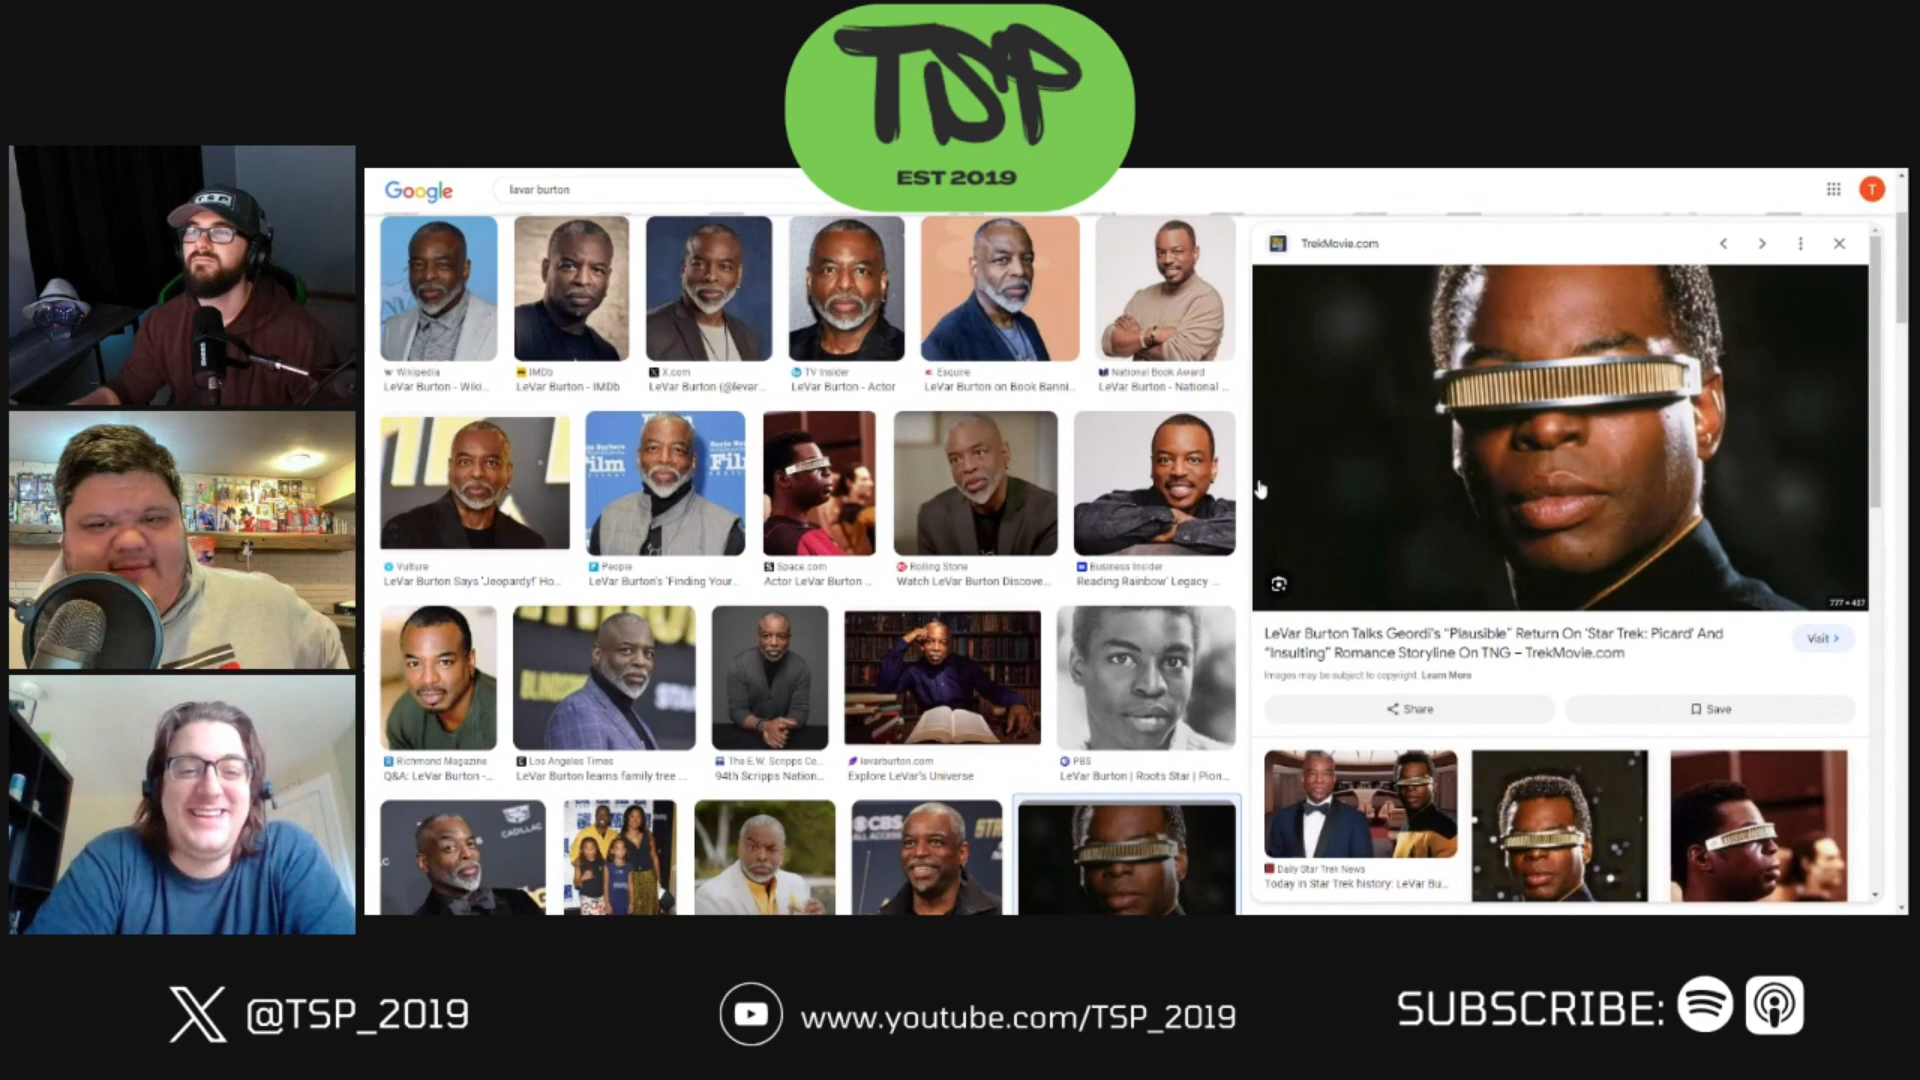 TSP
EST 2019
TSP
Google
lavar burton
T
Wikipedia
LeVar Burton - Wiki...
IMDb
LeVar Burton - IMDb
X.com
LeVar Burton (@levar...
TV Insider
LeVar Burton - Actor
Esquire
LeVar Burton on Book Banni...
National Book Award
LeVar Burton - National ...
TrekMovie.com
Vulture
LeVar Burton Says 'Jeopardy!' Ho...
People
LeVar Burton's 'Finding Your...
Space.com
Actor LeVar Burton ...
Rolling Stone
Watch LeVar Burton Discove...
Business Insider
Reading Rainbow' Legacy ...
777 × 437
LeVar Burton Talks Geordi's "Plausible" Return On 'Star Trek: Picard' And
"Insulting" Romance Storyline On TNG – TrekMovie.com
Visit
Images may be subject to copyright. Learn More
Share
Save
Richmond Magazine
Q&A: LeVar Burton -...
Los Angeles Times
LeVar Burton learns family tree ...
The E.W. Scripps Co...
94th Scripps Nation...
levarburton.com
Explore LeVar's Universe
PBS
LeVar Burton | Roots Star | Pion...
CADILLAC
CBS
Daily Star Trek News
Today in Star Trek history: LeVar Bu...
@TSP_2019
www.youtube.com/TSP_2019
SUBSCRIBE: